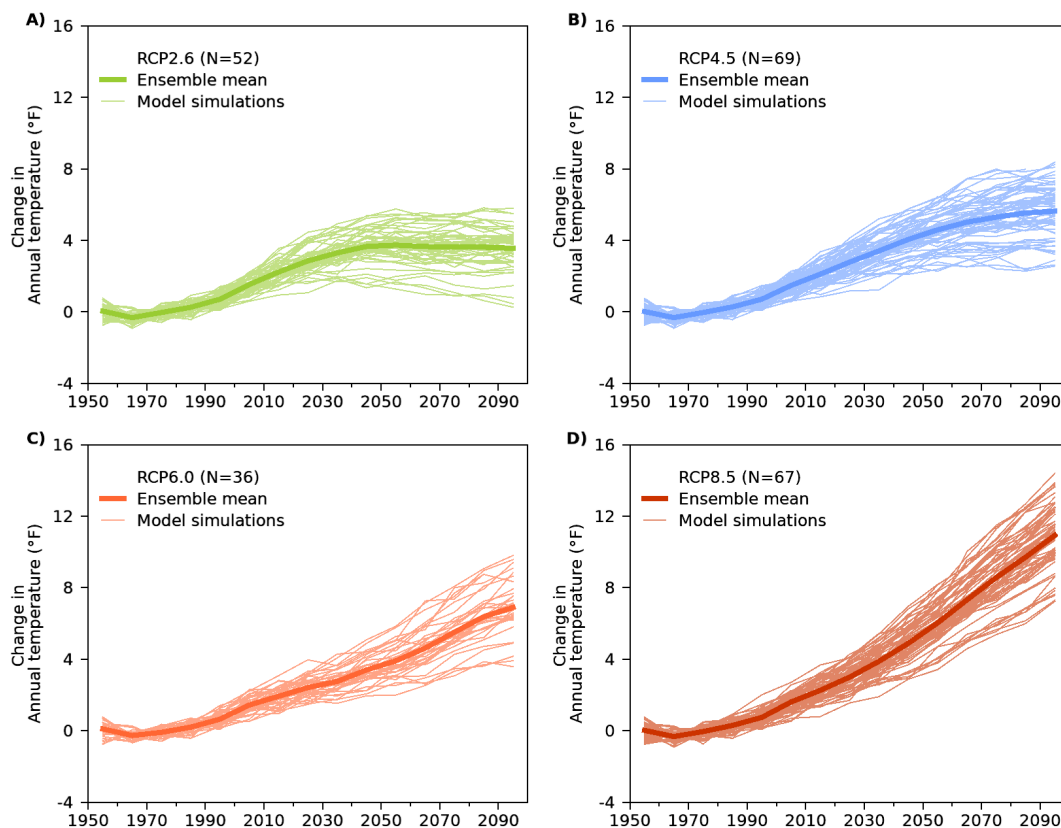 A)
16
12
8
4
0
-4
Change in
Annual temperature (°F)
RCP2.6 (N=52)
Ensemble mean
Model simulations
1950 1970 1990 2010 2030 2050 2070 2090
B)
16
12
8
4
0
-4
Change in
Annual temperature (°F)
RCP4.5 (N=69)
Ensemble mean
Model simulations
1950 1970 1990 2010 2030 2050 2070 2090
C)
16
12
8
4
0
-4
Change in
Annual temperature (°F)
RCP6.0 (N=36)
Ensemble mean
Model simulations
1950 1970 1990 2010 2030 2050 2070 2090
D)
16
12
8
4
0
-4
Change in
Annual temperature (°F)
RCP8.5 (N=67)
Ensemble mean
Model simulations
1950 1970 1990 2010 2030 2050 2070 2090